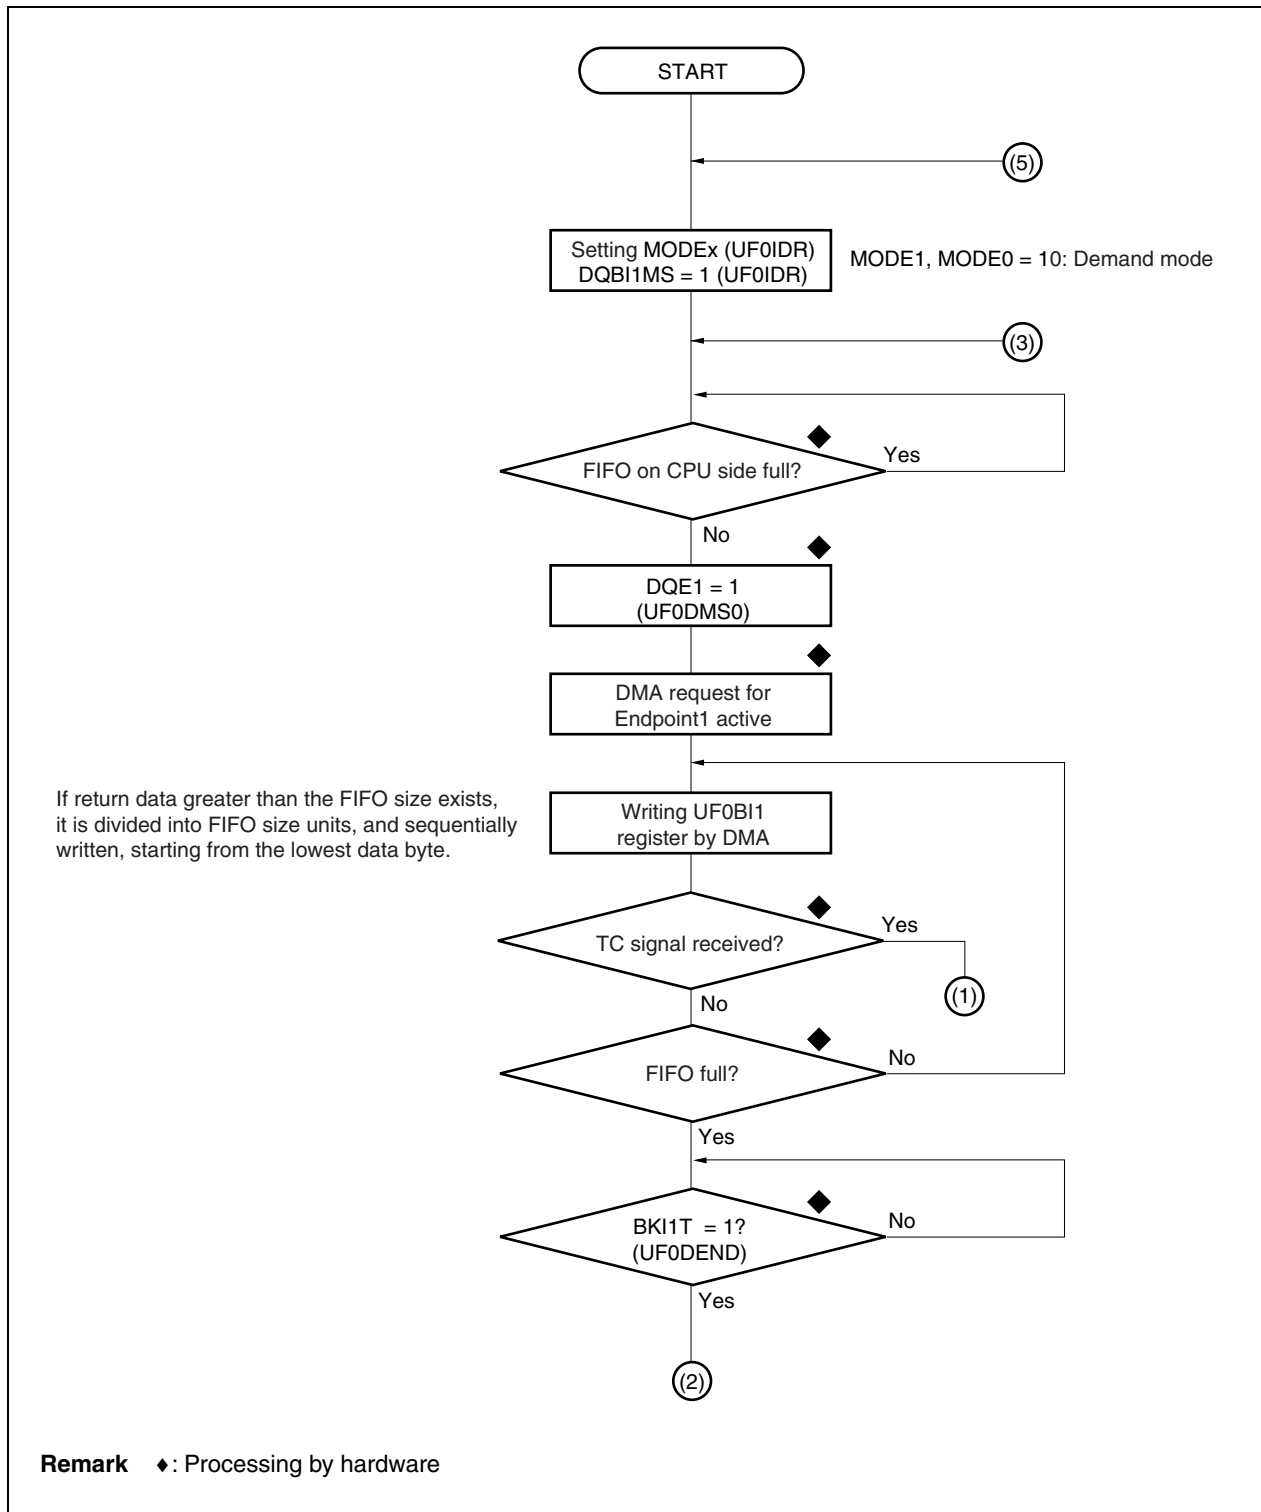 START
(5)
Setting MODEx (UF0IDR)
DQBI1MS = 1 (UF0IDR)
MODE1, MODE0 = 10: Demand mode
(3)
FIFO on CPU side full?
Yes
No
DQE1 = 1
(UF0DMS0)
DMA request for
Endpoint1 active
If return data greater than the FIFO size exists,
it is divided into FIFO size units, and sequentially
written, starting from the lowest data byte.
Writing UF0BI1
register by DMA
TC signal received?
Yes
(1)
No
FIFO full?
No
Yes
BKI1T = 1?
(UF0DEND)
No
Yes
(2)
Remark ♦: Processing by hardware